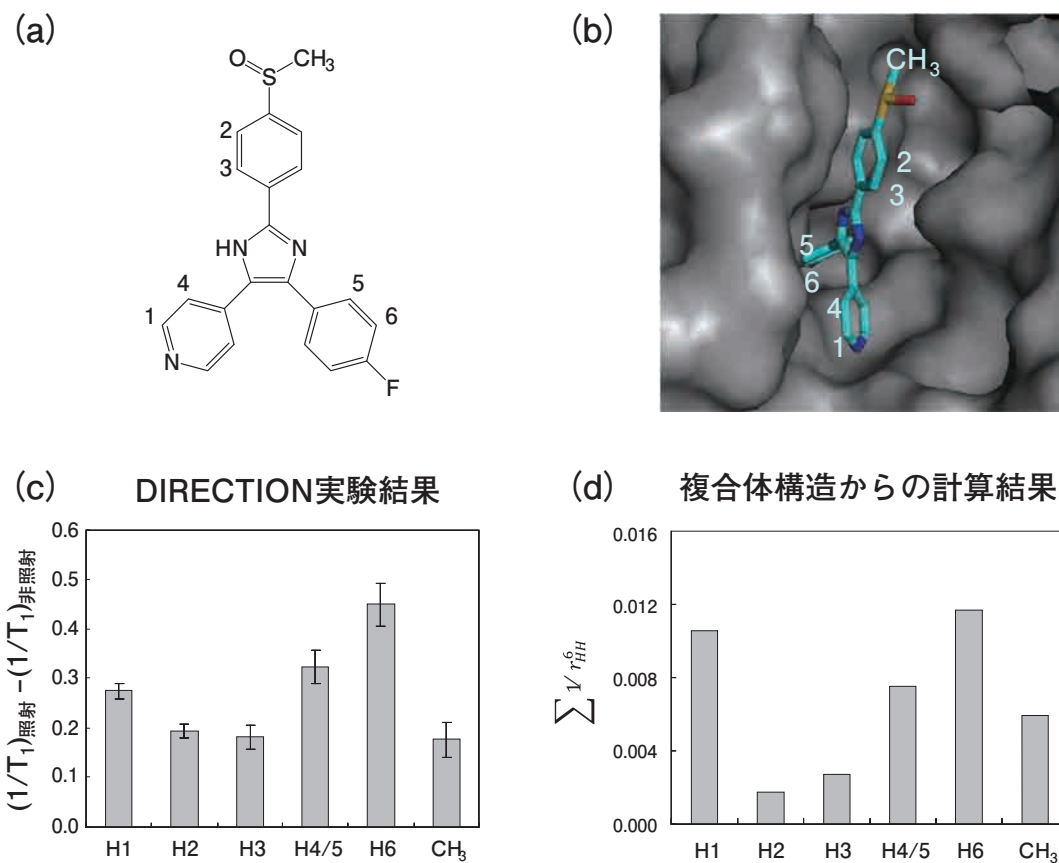 (a)
O
S
CH₃
2
3
HN
N
4
5
1
6
N
F
(b)
CH₃
2
3
5
6
4
1
(c)
DIRECTION実験結果
(1/T₁)照射 −(1/T₁)非照射
0.6
0.5
0.4
0.3
0.2
0.1
0.0
H1 H2 H3 H4/5 H6 CH₃
(d)
複合体構造からの計算結果
∑ 1/r⁶HH
0.016
0.012
0.008
0.004
0.000
H1 H2 H3 H4/5 H6 CH₃